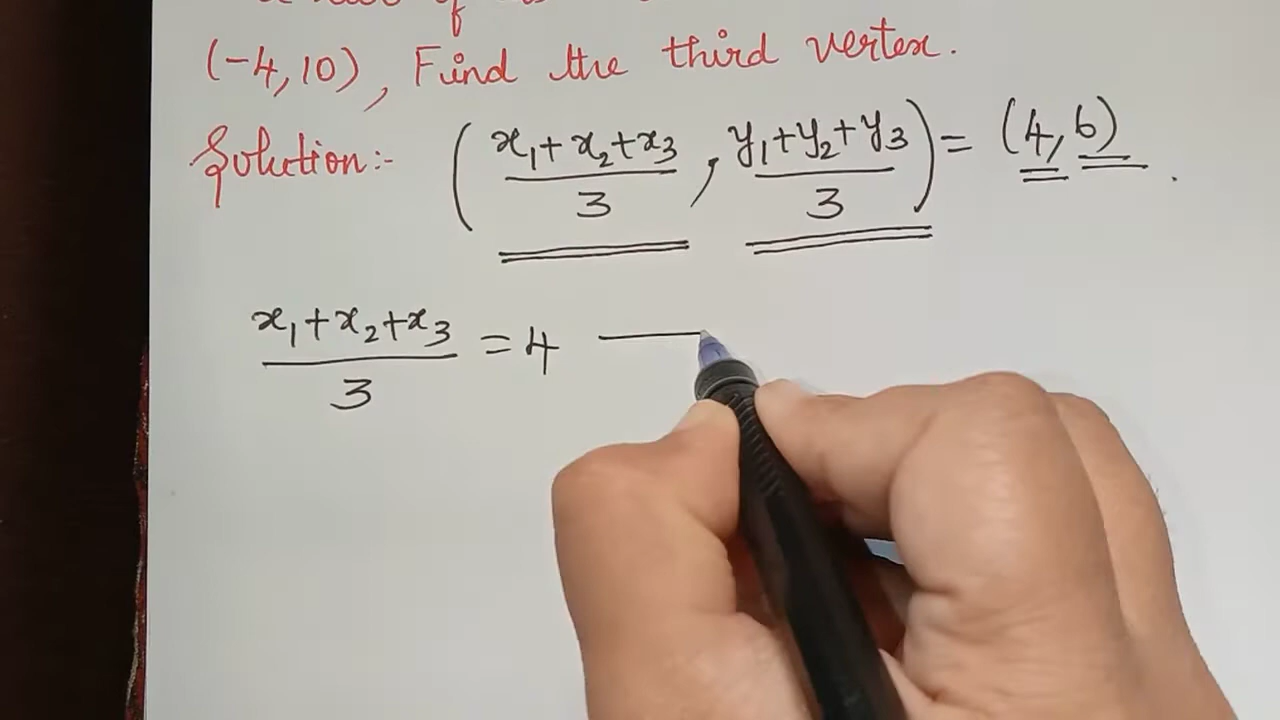 of
(-4,10), Find the third vertex.
Solution:- (x₁+x₂+x₃/3, y₁+y₂+y₃/3) = (4,6).
x₁+x₂+x₃/3 = 4